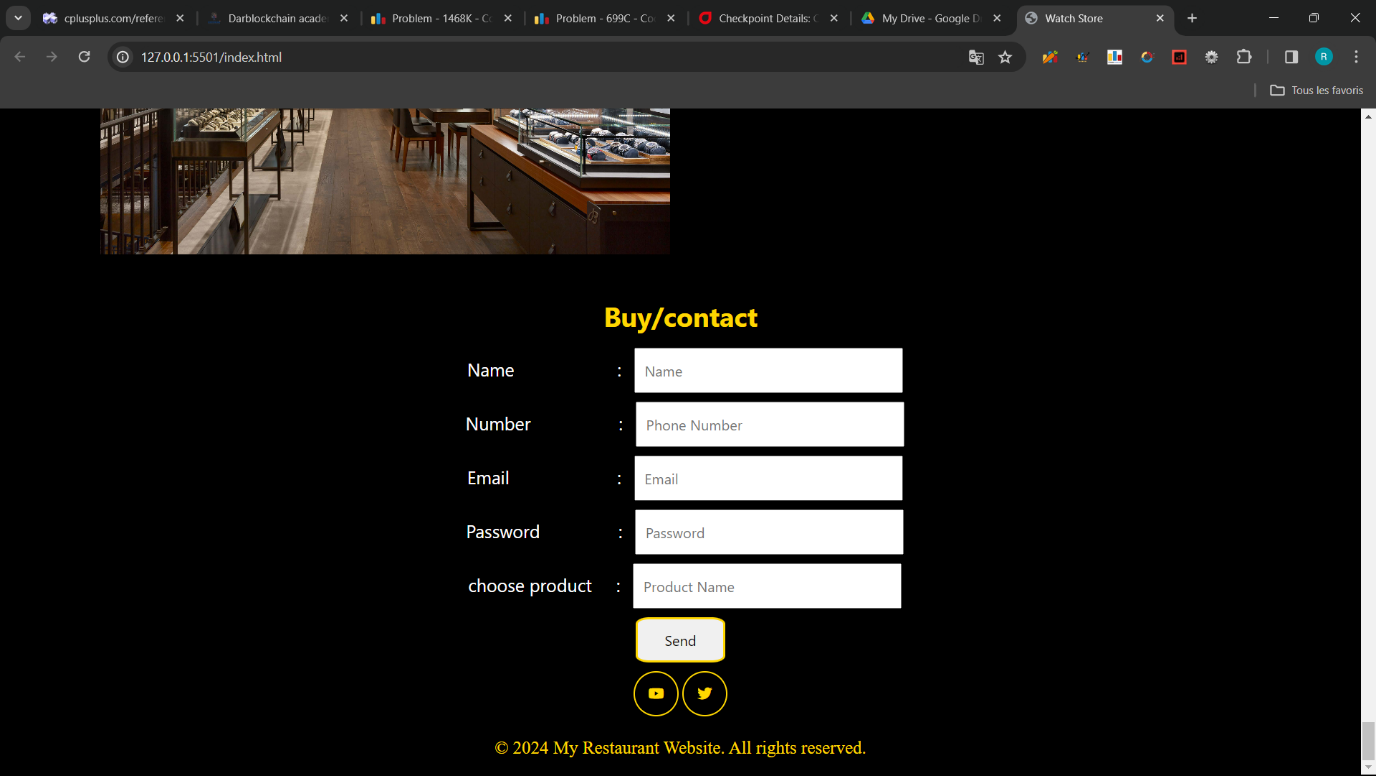 cplusplus.com/refere
Darblockchain acade
Problem - 1468K - Co
Problem - 699C - Co
Checkpoint Details: C
My Drive - Google D
Watch Store
127.0.0.1:5501/index.html
R
Tous les favoris
Buy/contact
Name : Name
Number : Phone Number
Email : Email
Password : Password
choose product : Product Name
Send
© 2024 My Restaurant Website. All rights reserved.